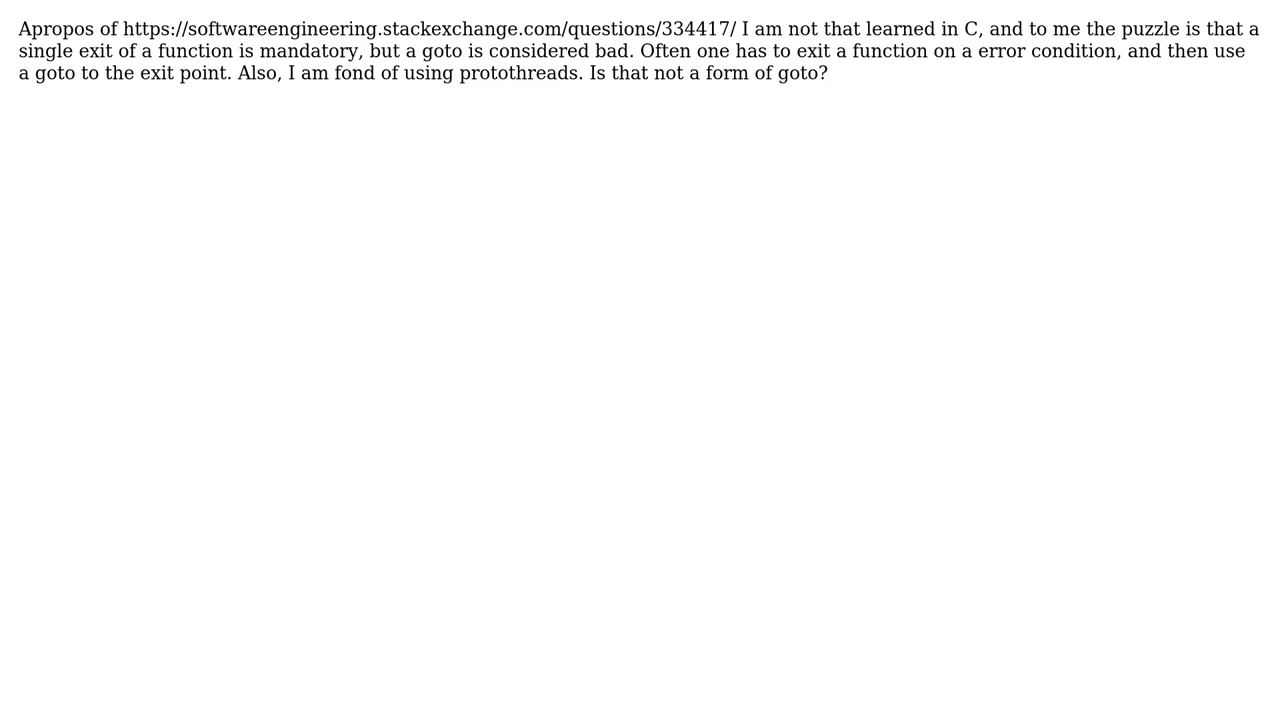 Apropos of https://softwareengineering.stackexchange.com/questions/334417/ I am not that learned in C, and to me the puzzle is that a
single exit of a function is mandatory, but a goto is considered bad. Often one has to exit a function on a error condition, and then use
a goto to the exit point. Also, I am fond of using protothreads. Is that not a form of goto?